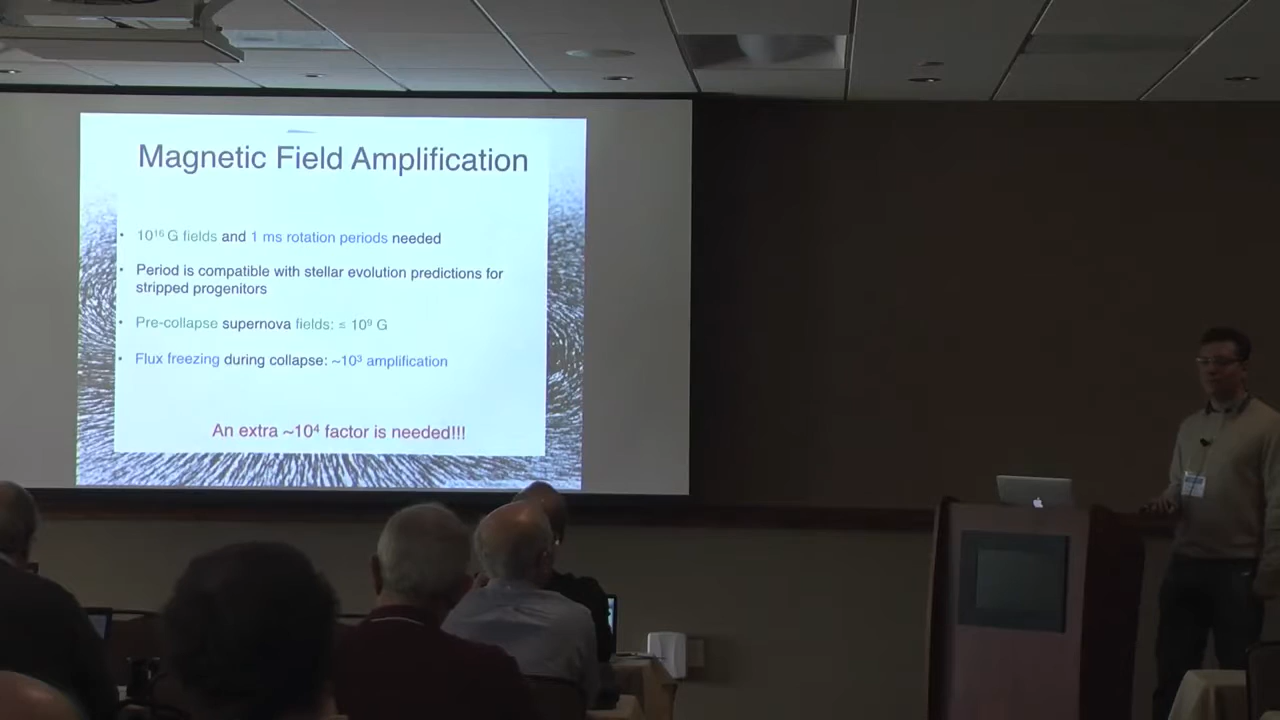 Magnetic Field Amplification
• 10¹⁶ G fields and 1 ms rotation periods needed
• Period is compatible with stellar evolution predictions for
stripped progenitors
• Pre-collapse supernova fields: ≤ 10⁹ G
• Flux freezing during collapse: ~10³ amplification
An extra ~10⁴ factor is needed!!!